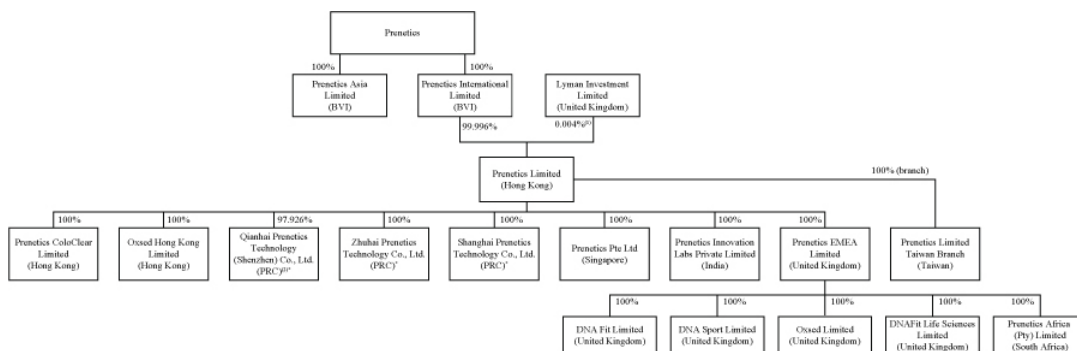 Prenetics
100%
100%
Prenetics Asia
Limited
(BVI)
Prenetics International
Limited
(BVI)
Lyman Investment
Limited
(United Kingdom)
99.996%
0.004%(1)
Prenetics Limited
(Hong Kong)
100% (branch)
100%
100%
97.926%
100%
100%
100%
100%
100%
Prenetics ColoClear
Limited
(Hong Kong)
Oxsed Hong Kong
Limited
(Hong Kong)
Qianhai Prenetics
Technology
(Shenzhen) Co., Ltd.
(PRC)(2)*
Zhuhai Prenetics
Technology Co., Ltd.
(PRC)*
Shanghai Prenetics
Technology Co., Ltd.
(PRC)*
Prenetics Pte Ltd
(Singapore)
Prenetics Innovation
Labs Private Limited
(India)
Prenetics EMEA
Limited
(United Kingdom)
Prenetics Limited
Taiwan Branch
(Taiwan)
100%
100%
100%
100%
100%
DNA Fit Limited
(United Kingdom)
DNA Sport Limited
(United Kingdom)
Oxsed Limited
(United Kingdom)
DNAFit Life Sciences
Limited
(United Kingdom)
Prenetics Africa
(Pty) Limited
(South Africa)